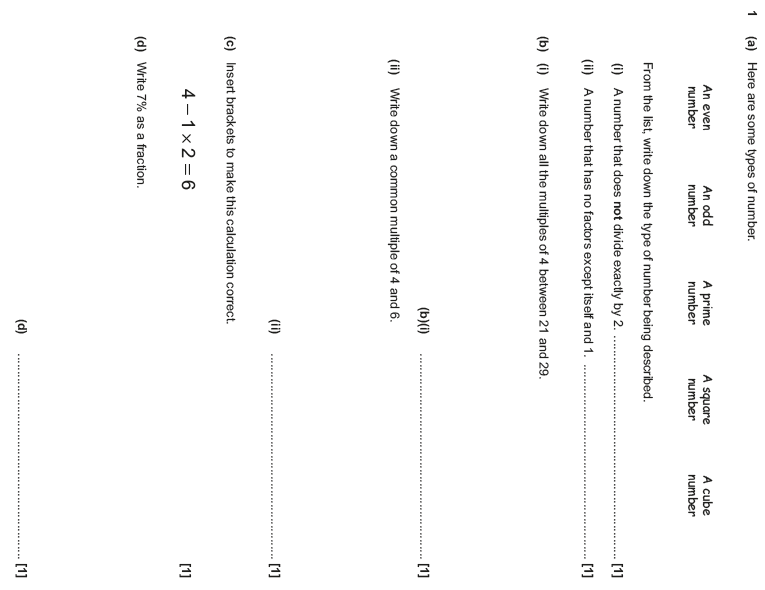 1 (a) Here are some types of number.
An even number An odd number A prime number A square number A cube number
From the list, write down the type of number being described.
(i) A number that does not divide exactly by 2. .......................................................... [1]
(ii) A number that has no factors except itself and 1. .................................................. [1]
(b) (i) Write down all the multiples of 4 between 21 and 29.
(b)(i) .......................................................... [1]
(ii) Write down a common multiple of 4 and 6.
(ii) .......................................................... [1]
(c) Insert brackets to make this calculation correct.
4 − 1 × 2 = 6 [1]
(d) Write 7% as a fraction.
(d) .......................................................... [1]